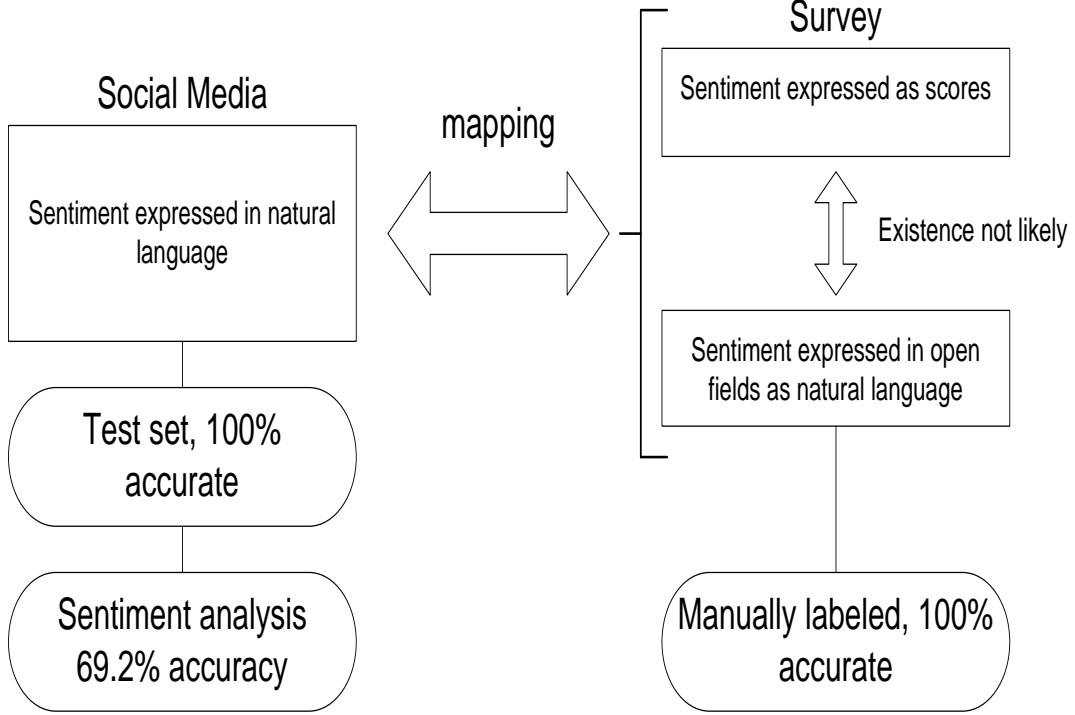 Survey
Social Media
Sentiment expressed as scores
mapping
Sentiment expressed in natural
language
Existence not likely
Sentiment expressed in open
fields as natural language
Test set, 100%
accurate
Sentiment analysis
69.2% accuracy
Manually labeled, 100%
accurate